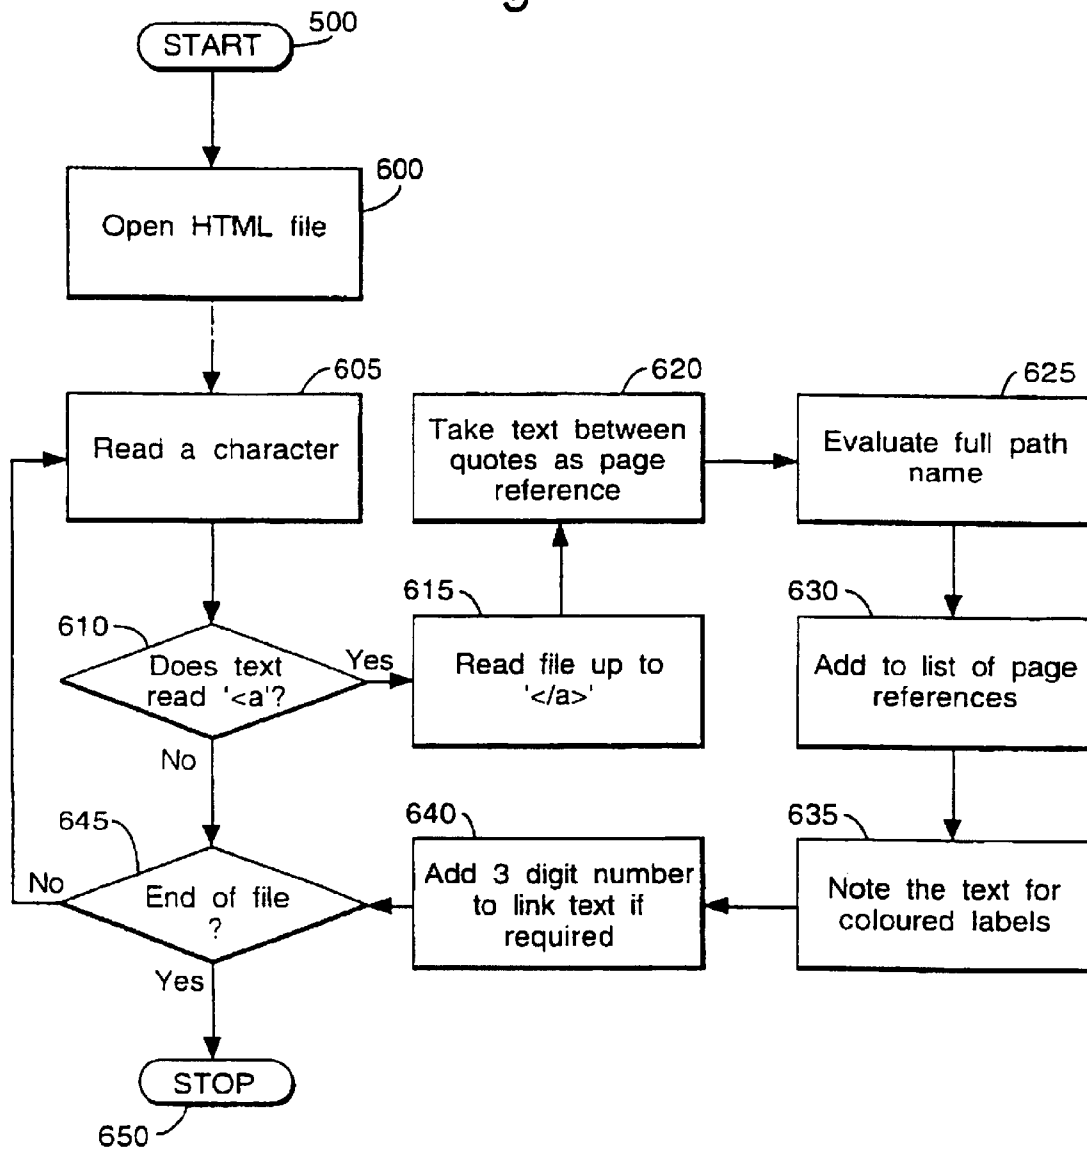 g
START
500
600
Open HTML file
605
Read a character
620
Take text between
quotes as page
reference
625
Evaluate full path
name
610
Does text
read '<a'?
Yes
No
615
Read file up to
'</a>'
630
Add to list of page
references
645
End of file
?
No
Yes
640
Add 3 digit number
to link text if
required
635
Note the text for
coloured labels
STOP
650